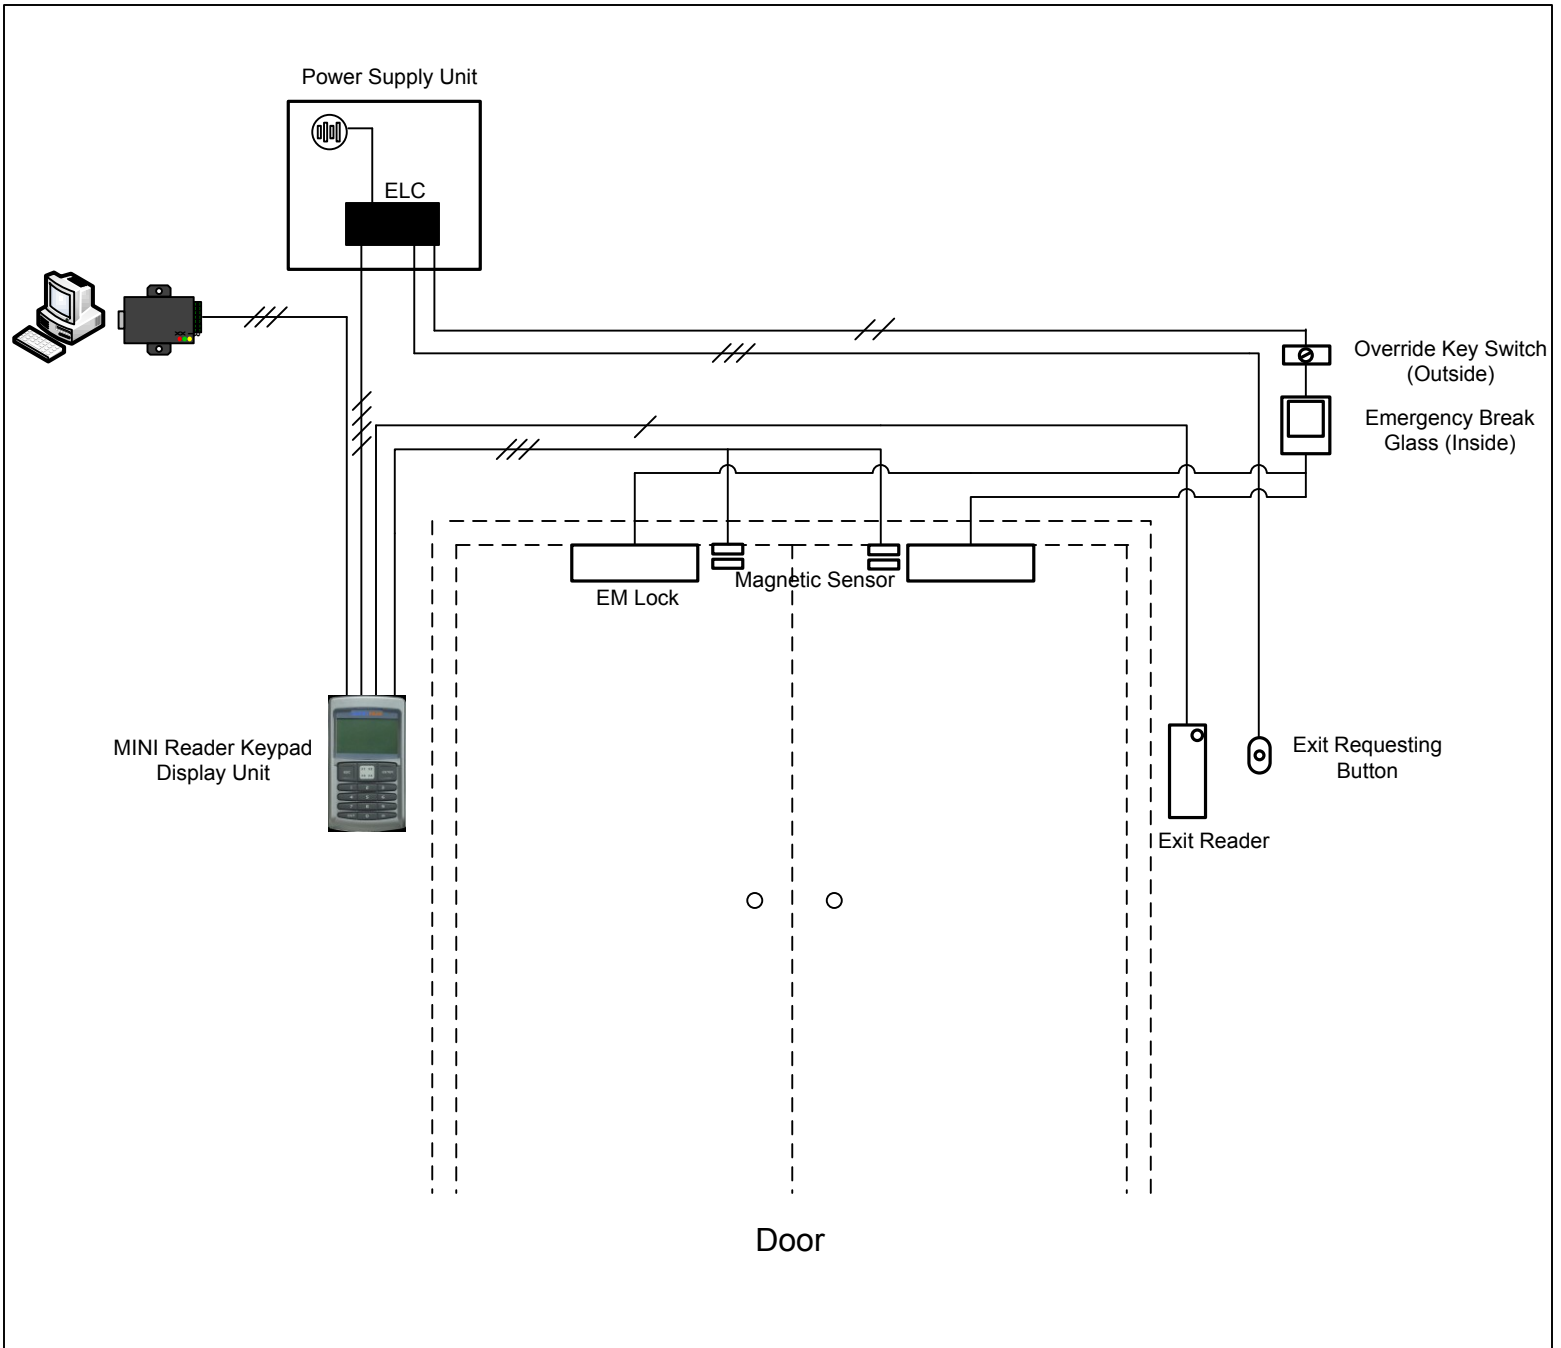 Power Supply Unit
ELC
Override Key Switch
(Outside)
Emergency Break
Glass (Inside)
Magnetic Sensor
EM Lock
MINI Reader Keypad
Display Unit
Exit Requesting
Button
Exit Reader
Door